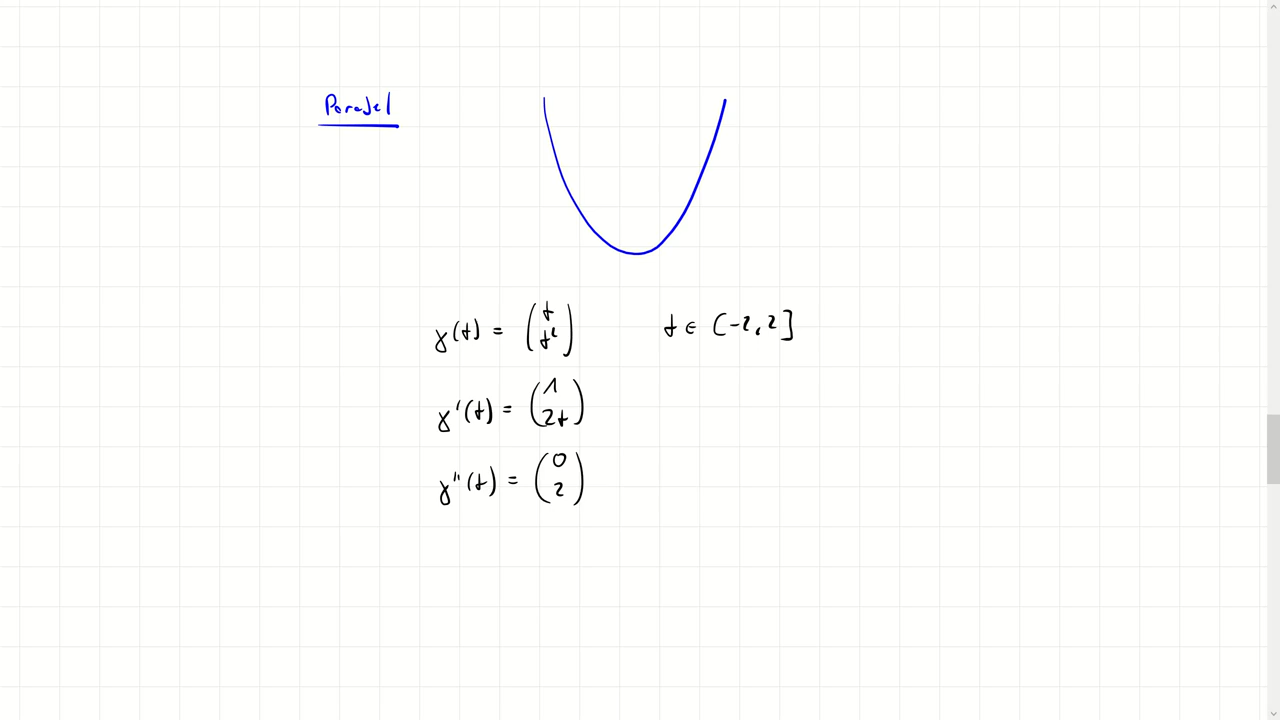 Parabel
γ(t) = (t t²) t ∈ [-2,2]
γ'(t) = (1 2t)
γ''(t) = (0 2)